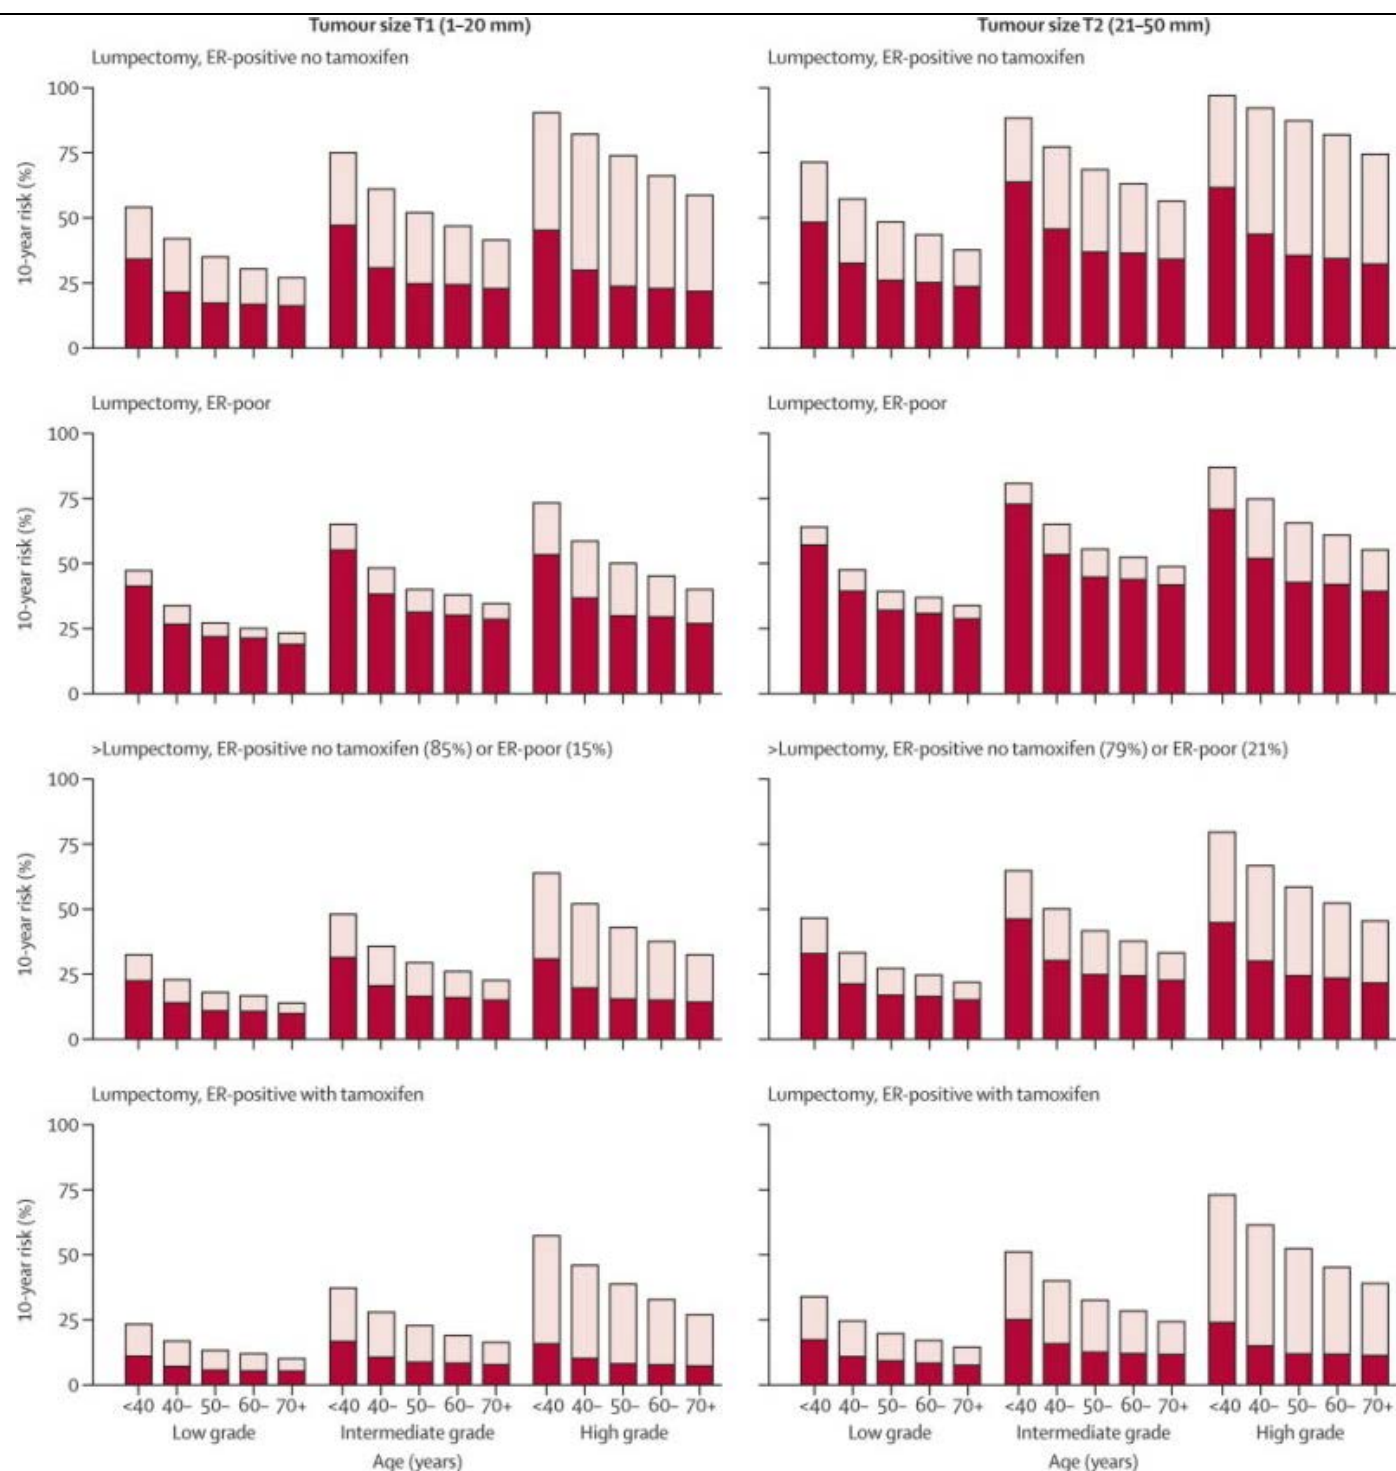 Tumour size T1 (1–20 mm)
Tumour size T2 (21–50 mm)
Lumpectomy, ER-positive no tamoxifen
Lumpectomy, ER-positive no tamoxifen
10-year risk (%)
100
75
50
25
0
Lumpectomy, ER-poor
Lumpectomy, ER-poor
10-year risk (%)
100
75
50
25
0
>Lumpectomy, ER-positive no tamoxifen (85%) or ER-poor (15%)
>Lumpectomy, ER-positive no tamoxifen (79%) or ER-poor (21%)
10-year risk (%)
100
75
50
25
0
Lumpectomy, ER-positive with tamoxifen
Lumpectomy, ER-positive with tamoxifen
10-year risk (%)
100
75
50
25
0
<40 40– 50– 60– 70+ <40 40– 50– 60– 70+ <40 40– 50– 60– 70+
Low grade Intermediate grade High grade
Age (years)
<40 40– 50– 60– 70+ <40 40– 50– 60– 70+ <40 40– 50– 60– 70+
Low grade Intermediate grade High grade
Age (years)